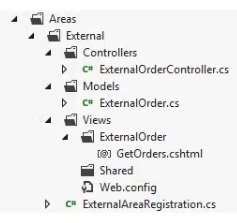 Areas
External
Controllers
C# ExternalOrderController.cs
Models
C# ExternalOrder.cs
Views
ExternalOrder
[@] GetOrders.cshtml
Shared
Web.config
C# ExternalAreaRegistration.cs